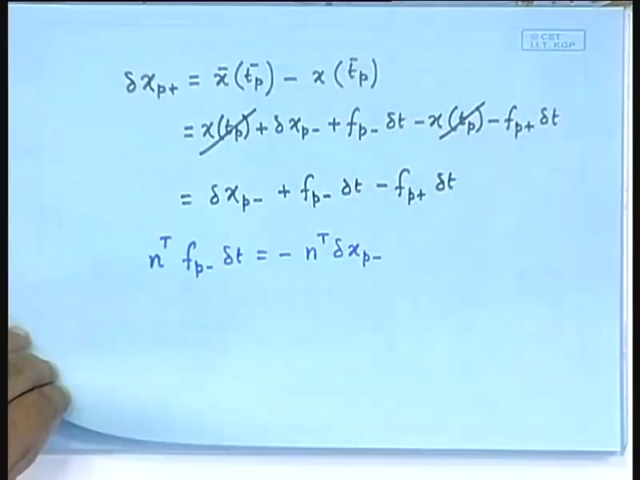 © CET
I.I.T. KGP
δx_{p+} = x̄(t̄_p) − x(t̄_p)
= x(t_p) + δx_{p−} + f_{p−} δt − x(t_p) − f_{p+} δt
= δx_{p−} + f_{p−} δt − f_{p+} δt
n^T f_{p−} δt = − n^T δx_{p−}